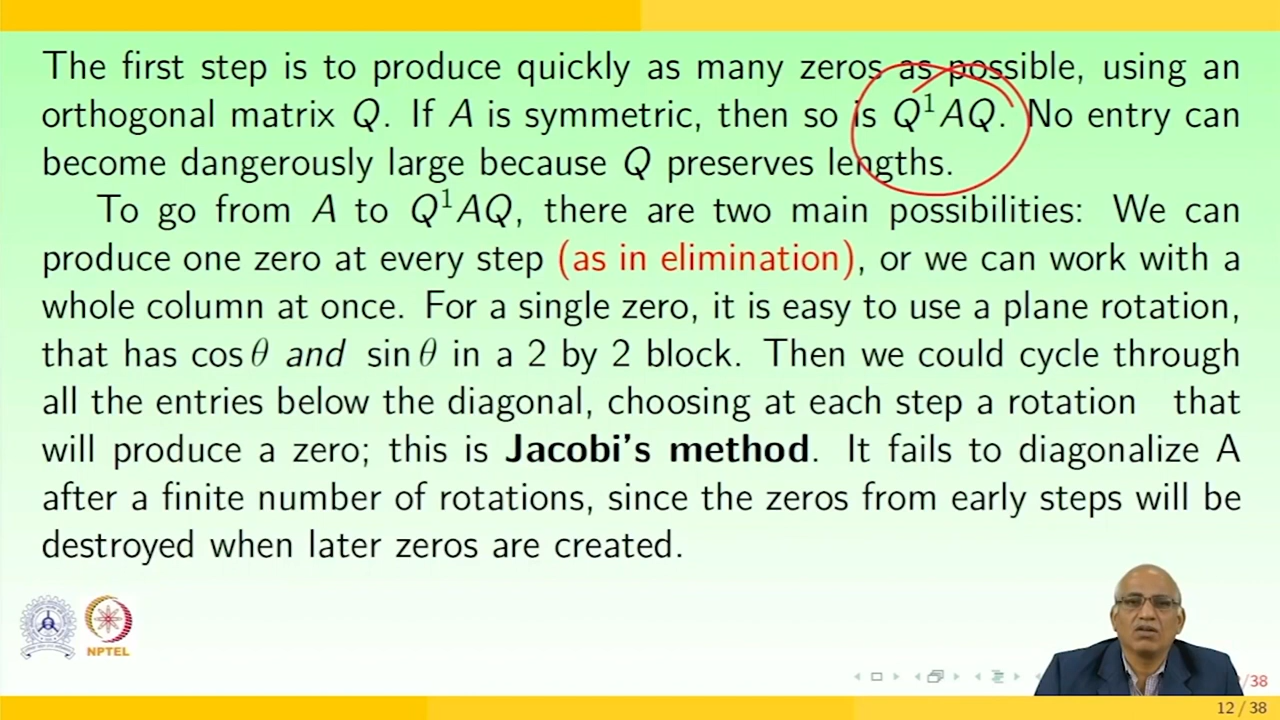 The first step is to produce quickly as many zeros as possible, using an
orthogonal matrix Q. If A is symmetric, then so is Q¹AQ. No entry can
become dangerously large because Q preserves lengths.
To go from A to Q¹AQ, there are two main possibilities: We can
produce one zero at every step (as in elimination), or we can work with a
whole column at once. For a single zero, it is easy to use a plane rotation,
that has cos θ and sin θ in a 2 by 2 block. Then we could cycle through
all the entries below the diagonal, choosing at each step a rotation that
will produce a zero; this is Jacobi's method. It fails to diagonalize A
after a finite number of rotations, since the zeros from early steps will be
destroyed when later zeros are created.
NPTEL
/38
12 / 38